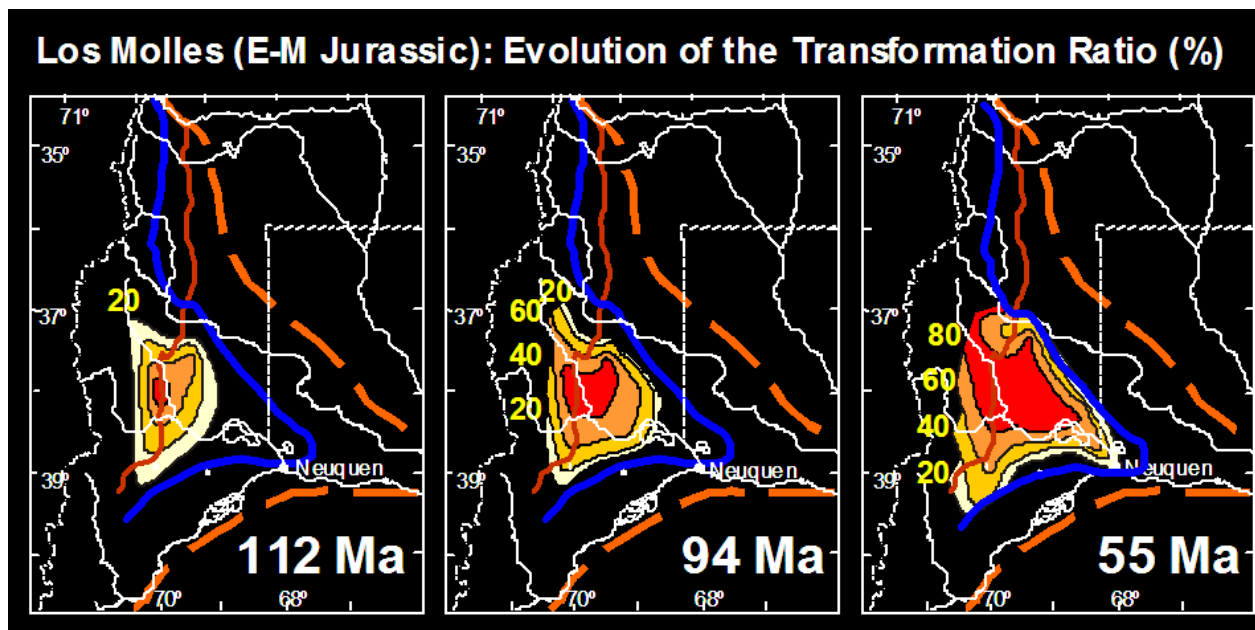 Los Molles (E-M Jurassic): Evolution of the Transformation Ratio (%)
71º
35º
37º
20
39º
Neuquen
112 Ma
70º
68º
71º
35º
37º
20
60
40
20
39º
Neuquen
94 Ma
70º
68º
71º
35º
37º
80
60
40
20
39º
Neuquen
55 Ma
70º
68º